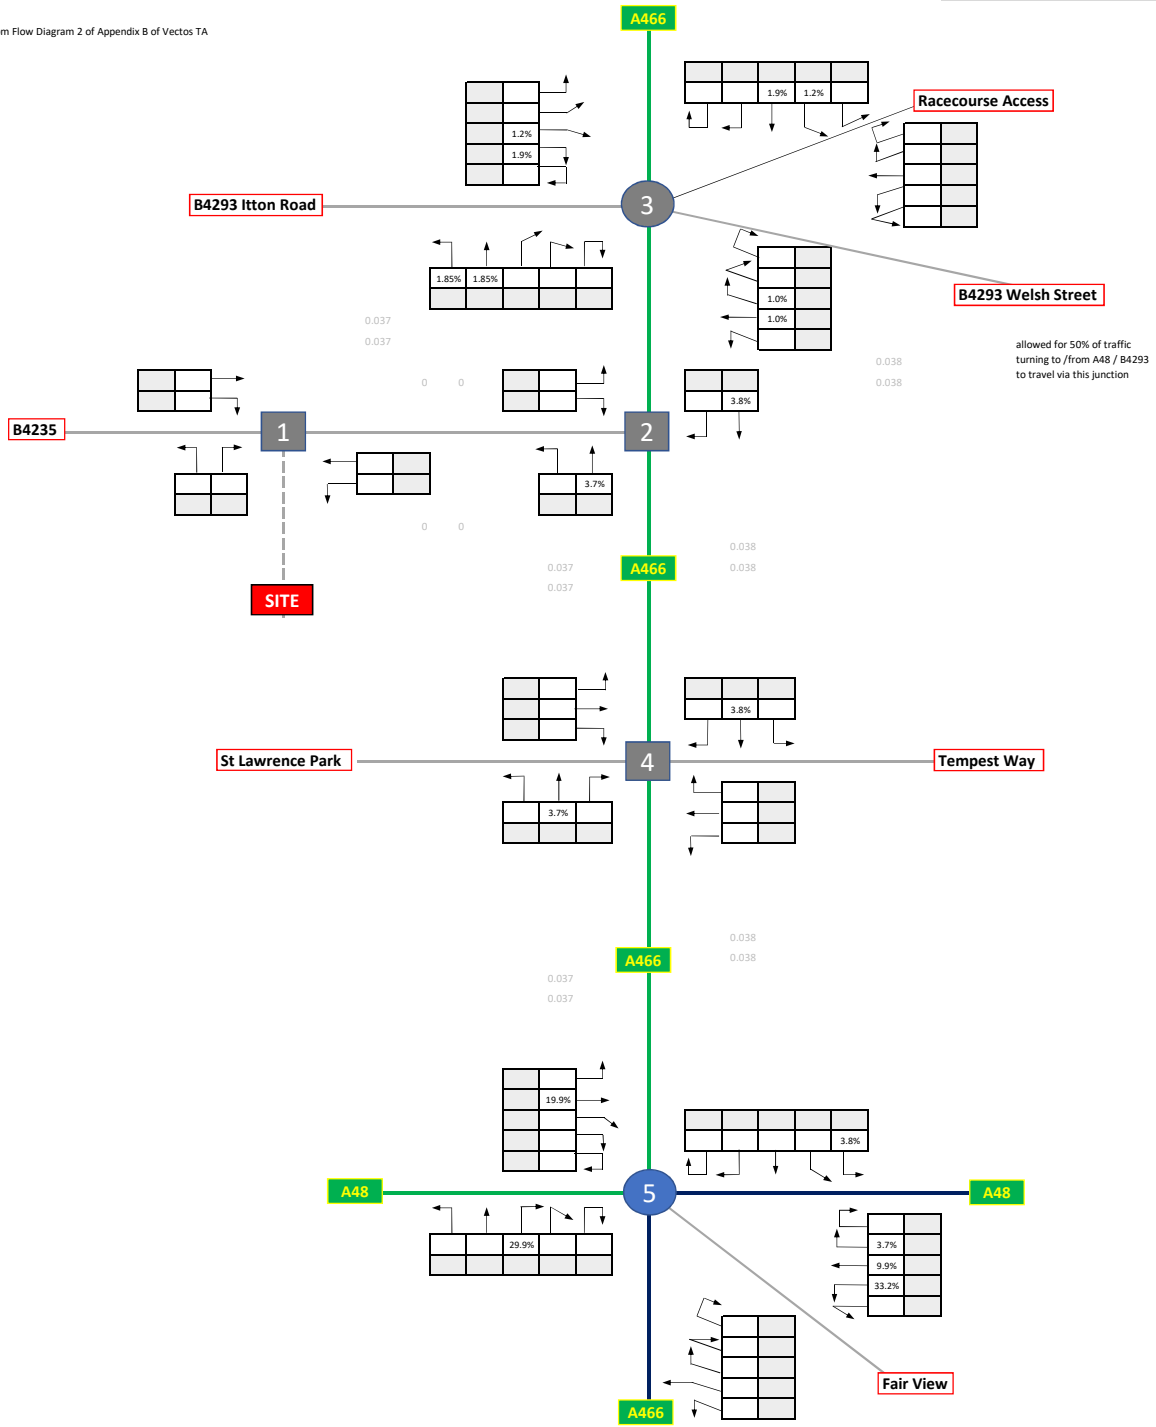 A466
m Flow Diagram 2 of Appendix B of Vectos TA
1.9% 1.2%
Racecourse Access
1.2%
1.9%
B4293 Itton Road
3
1.85% 1.85%
1.0%
1.0%
B4293 Welsh Street
0.037
0.037
allowed for 50% of traffic
turning to /from A48 / B4293
to travel via this junction
0.038
0.038
0 0
3.8%
B4235
1
2
3.7%
0 0
0.038
0.038
0.037
0.037
A466
SITE
3.8%
St Lawrence Park
4
Tempest Way
3.7%
0.038
0.038
A466
0.037
0.037
19.9%
3.8%
A48
5
A48
29.9%
3.7%
9.9%
33.2%
Fair View
A466